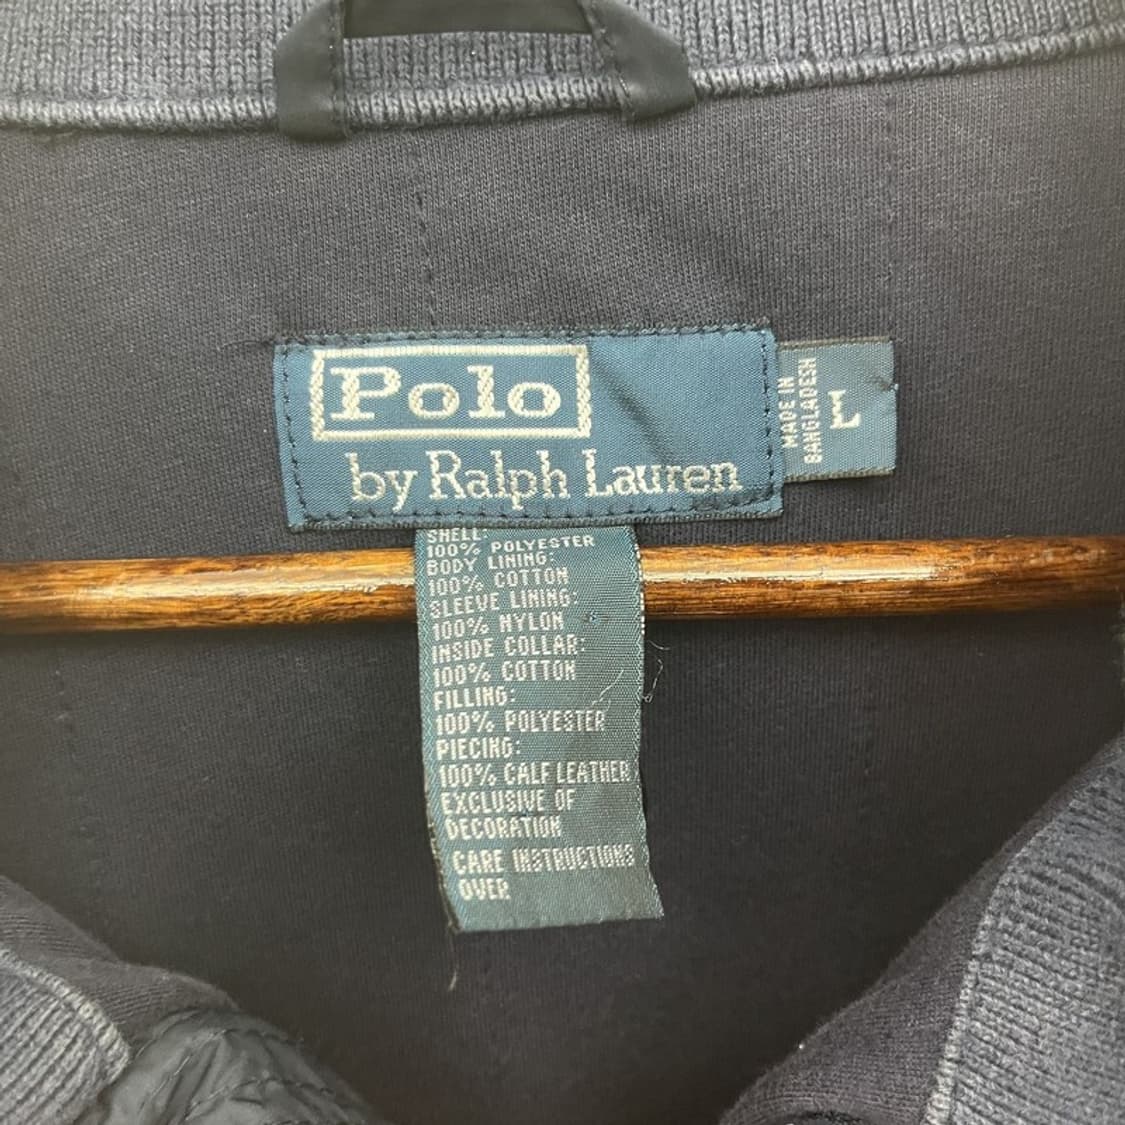 Polo
by Ralph Lauren
MADE IN
BANGLADESH
L
SHELL:
100% POLYESTER
BODY LINING:
100% COTTON
SLEEVE LINING:
100% NYLON
INSIDE COLLAR:
100% COTTON
FILLING:
100% POLYESTER
PIECING:
100% CALF LEATHER
EXCLUSIVE OF
DECORATION
CARE INSTRUCTIONS
OVER